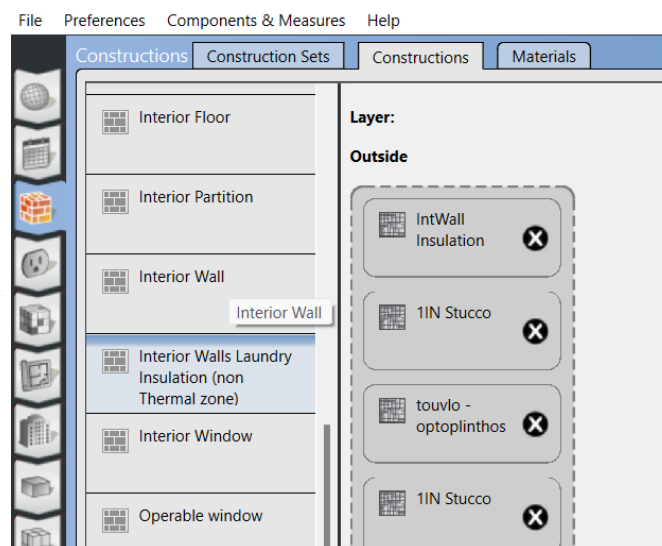 File Preferences Components & Measures Help
Constructions Construction Sets Constructions Materials
Interior Floor
Interior Partition
Interior Wall
Interior Wall
Interior Walls Laundry
Insulation (non
Thermal zone)
Interior Window
Operable window
Layer:
Outside
IntWall
Insulation
1IN Stucco
touvlo -
optoplinthos
1IN Stucco